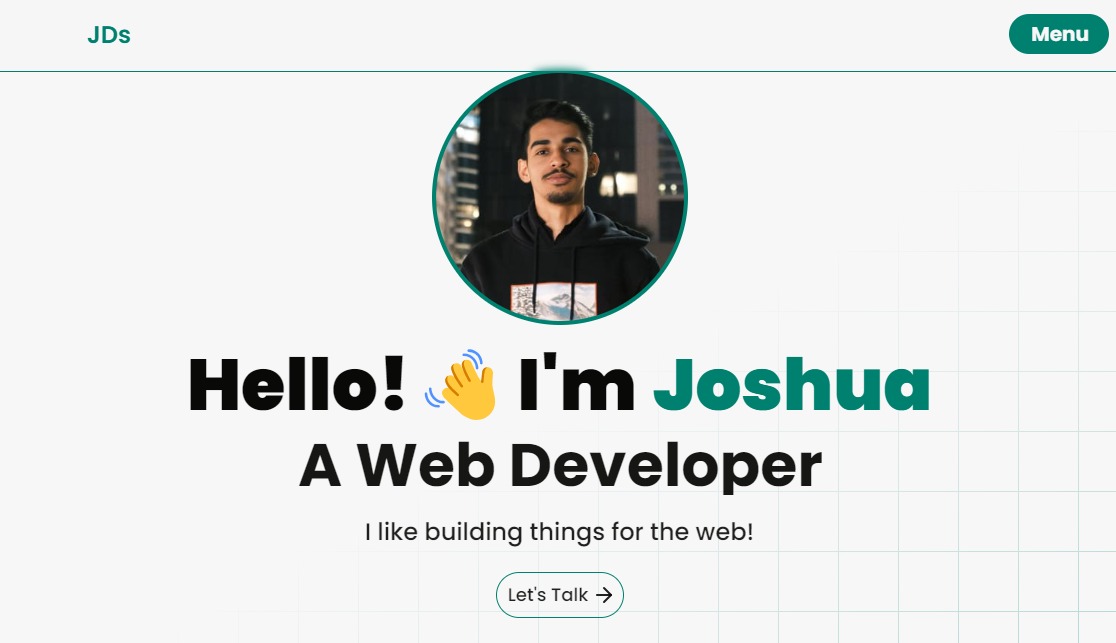 JDs
Menu
Hello! 👋 I'm Joshua
A Web Developer
I like building things for the web!
Let's Talk →